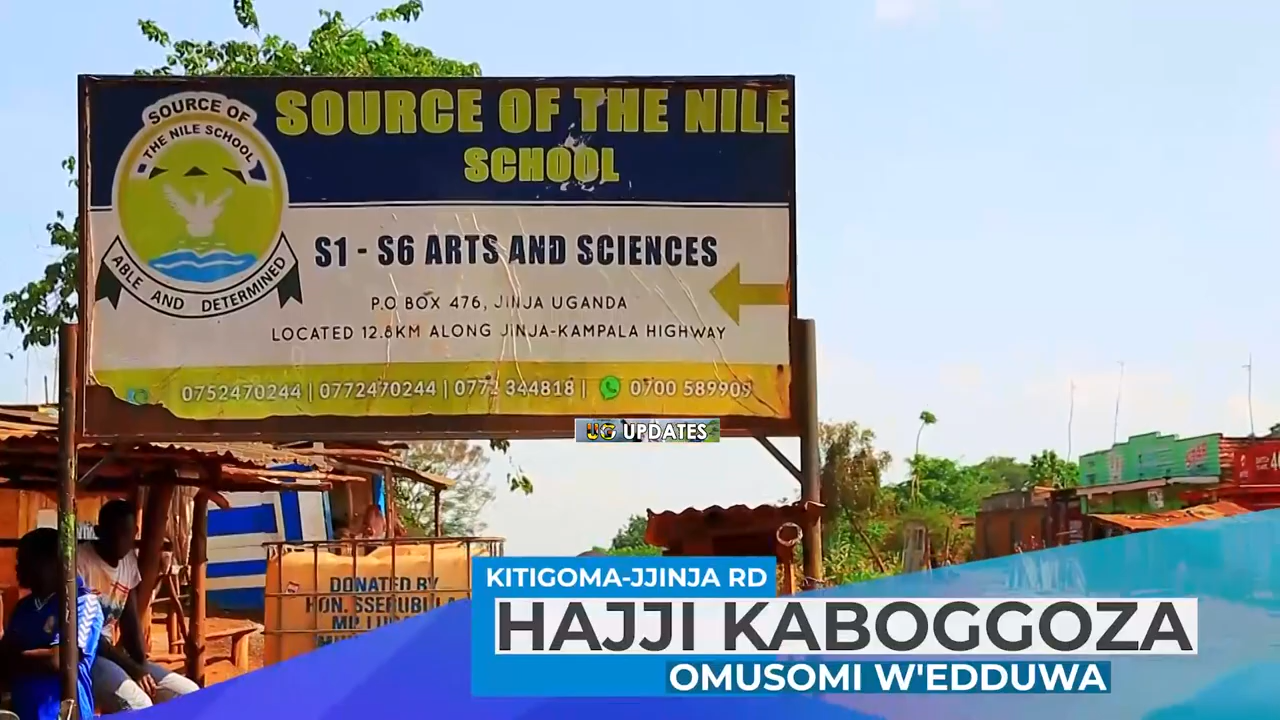 SOURCE OF THE NILE
SCHOOL
SOURCE OF
THE NILE SCHOOL
ABLE AND DETERMINED
S1 - S6 ARTS AND SCIENCES
P.O BOX 476, JINJA UGANDA
LOCATED 12.8KM ALONG JINJA-KAMPALA HIGHWAY
0752470244 | 0772470244 | 0772 344818 | 0700 589909
UG UPDATES
DONATED BY
HON. SSERUBULA
KITIGOMA-JJINJA RD
HAJJI KABOGGOZA
OMUSOMI W'EDDUWA